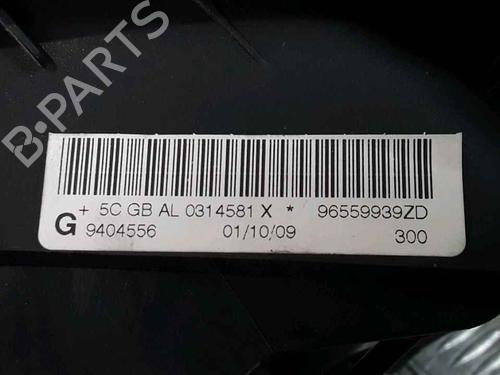 B-PARTS
+ 5C GB AL 0314581 X * 96559939ZD
G 9404556 01/10/09 300